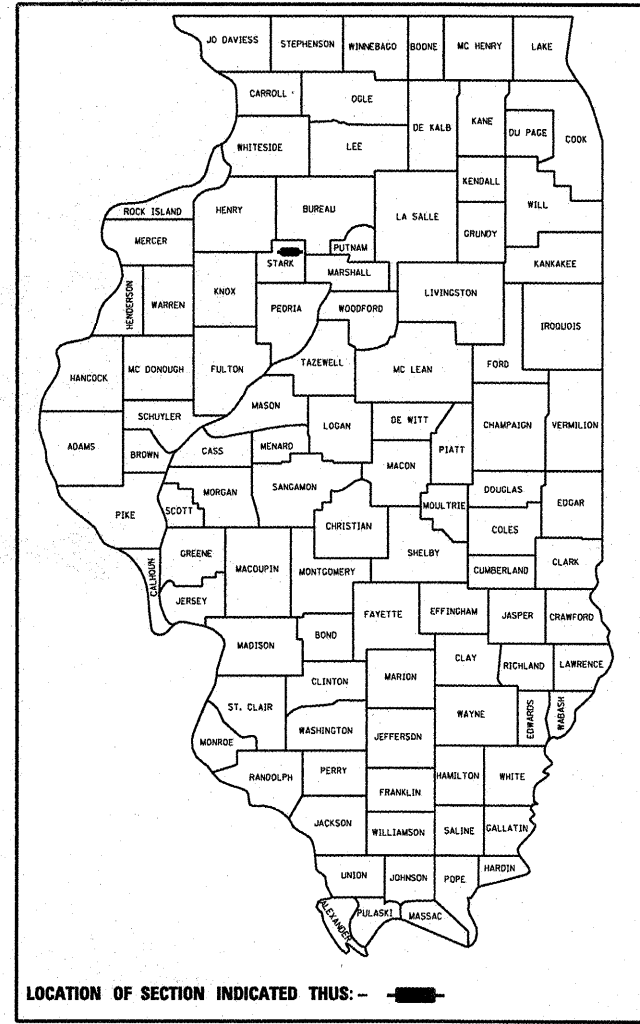 JO DAVIESS STEPHENSON WINNEBAGO BOONE MC HENRY LAKE
CARROLL OGLE DE KALB KANE DU PAGE COOK
WHITESIDE LEE KENDALL WILL
ROCK ISLAND HENRY BUREAU LA SALLE GRUNDY
MERCER STARK PUTNAM KANKAKEE
HENDERSON WARREN KNOX MARSHALL LIVINGSTON
PEDRIA WOODFORD IROQUOIS
HANCOCK MC DONOUGH FULTON TAZEWELL MC LEAN FORD
SCHUYLER MASON LOGAN DE WITT CHAMPAIGN VERMILION
ADAMS BROWN CASS MENARD MACON PIATT
PIKE SCOTT MORGAN SANGAMON CHRISTIAN MOULTRIE DOUGLAS EDGAR
COLES
CALHOUN GREENE MACOUPIN MONTGOMERY SHELBY CUMBERLAND CLARK
JERSEY FAYETTE EFFINGHAM JASPER CRAWFORD
MADISON BOND CLAY RICHLAND LAWRENCE
CLINTON MARION
ST. CLAIR WAYNE EDWARDS WABASH
MONROE WASHINGTON JEFFERSON
RANDOLPH PERRY HAMILTON WHITE
FRANKLIN
JACKSON WILLIAMSON SALINE GALLATIN
UNION JOHNSON POPE HARDIN
ALEXANDER PULASKI MASSAC
LOCATION OF SECTION INDICATED THUS: –